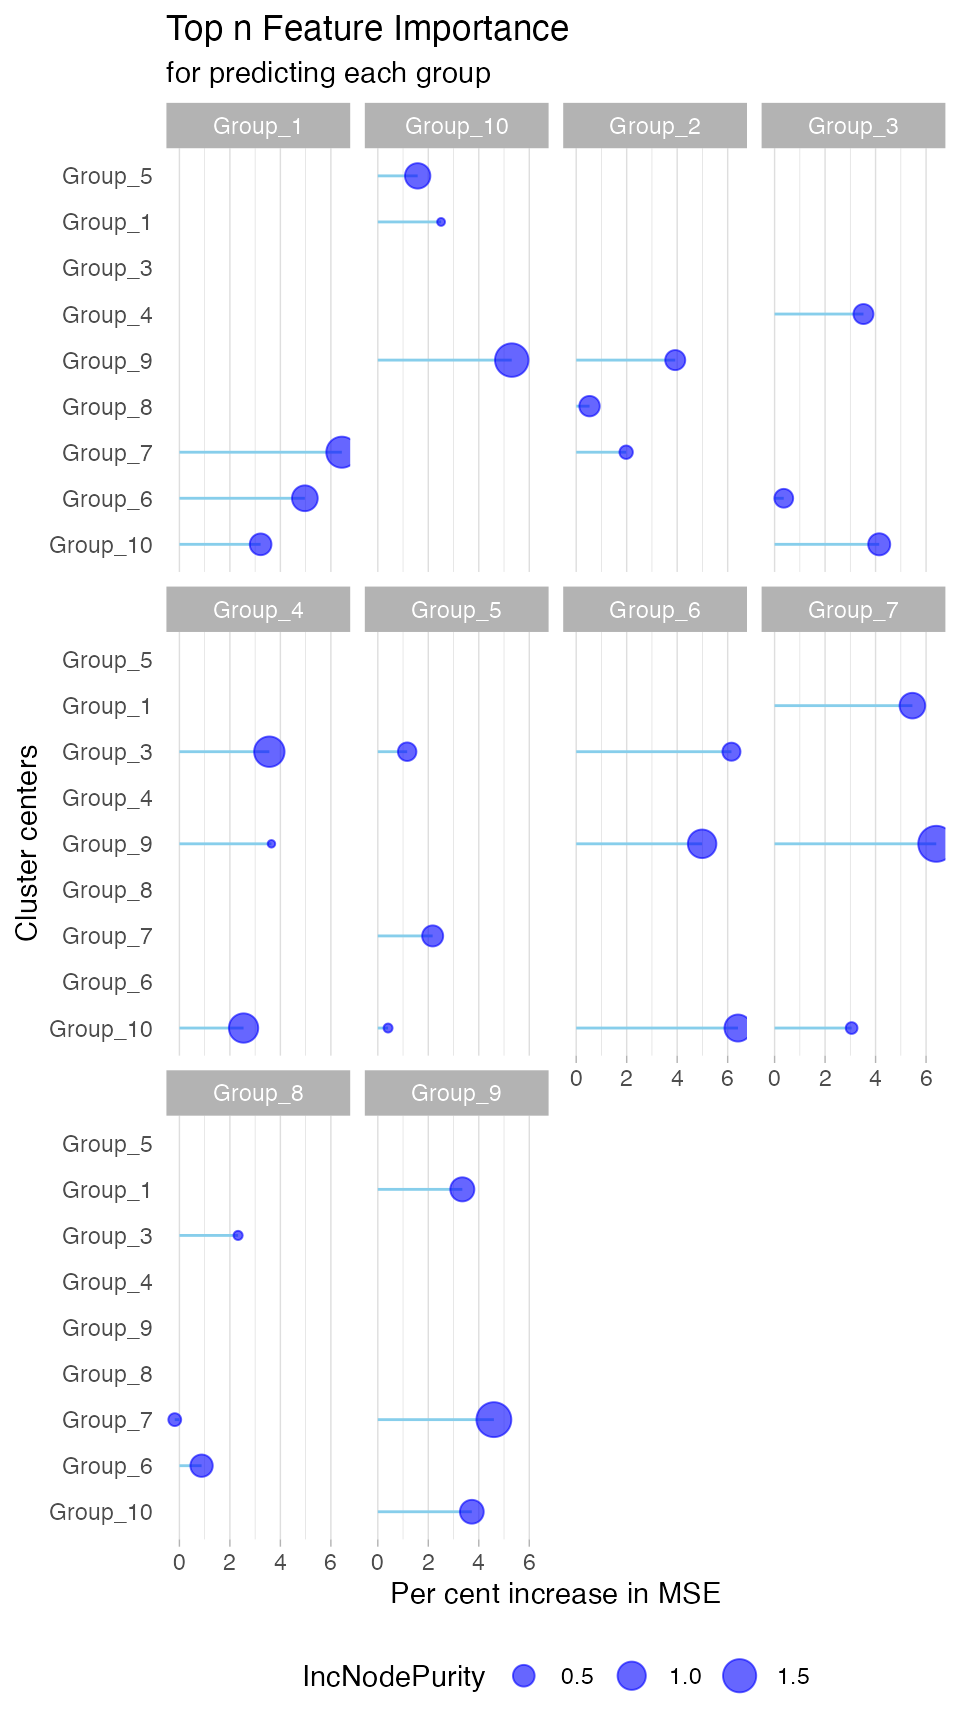 Top n Feature Importance
for predicting each group
Group_1 Group_10 Group_2 Group_3
Group_5
Group_1
Group_3
Group_4
Group_9
Group_8
Group_7
Group_6
Group_10
Group_4 Group_5 Group_6 Group_7
Group_5
Group_1
Group_3
Group_4
Group_9
Group_8
Group_7
Group_6
Group_10
0 2 4 6 0 2 4 6
Cluster centers
Group_8 Group_9
Group_5
Group_1
Group_3
Group_4
Group_9
Group_8
Group_7
Group_6
Group_10
0 2 4 6 0 2 4 6
Per cent increase in MSE
IncNodePurity 0.5 1.0 1.5